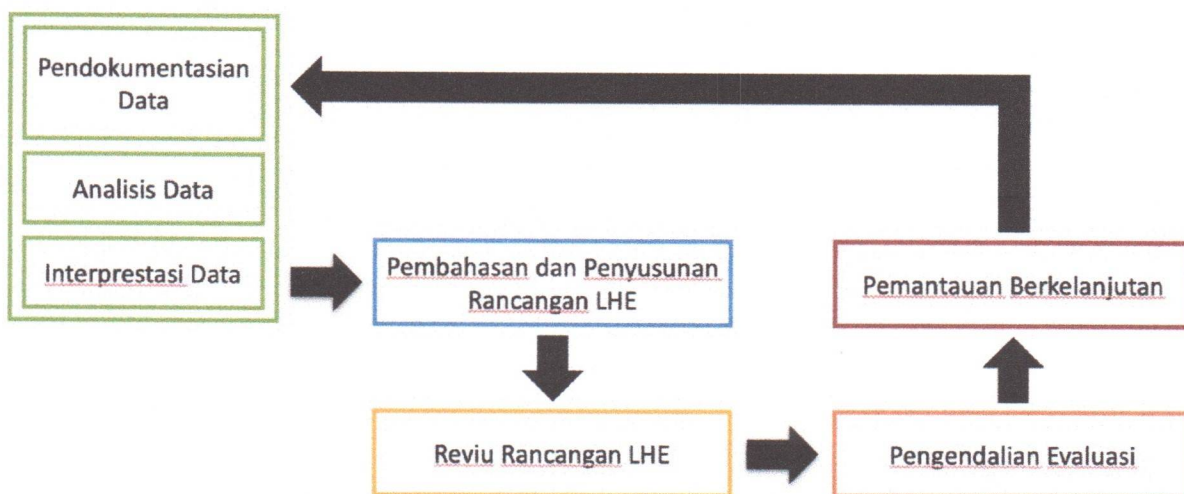 Pendokumentasian
Data
Analisis Data
Interprestasi Data
Pembahasan dan Penyusunan
Rancangan LHE
Reviu Rancangan LHE
Pengendalian Evaluasi
Pemantauan Berkelanjutan